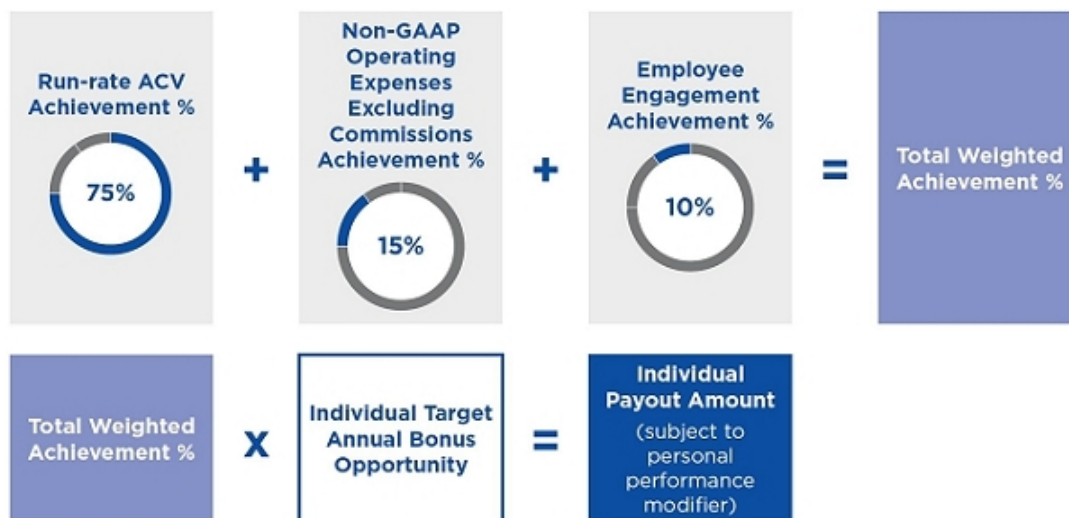 Run-rate ACV
Achievement %
75%
+
Non-GAAP
Operating
Expenses
Excluding
Commissions
Achievement %
15%
+
Employee
Engagement
Achievement %
10%
=
Total Weighted
Achievement %
Total Weighted
Achievement %
x
Individual Target
Annual Bonus
Opportunity
=
Individual
Payout Amount
(subject to
personal
performance
modifier)